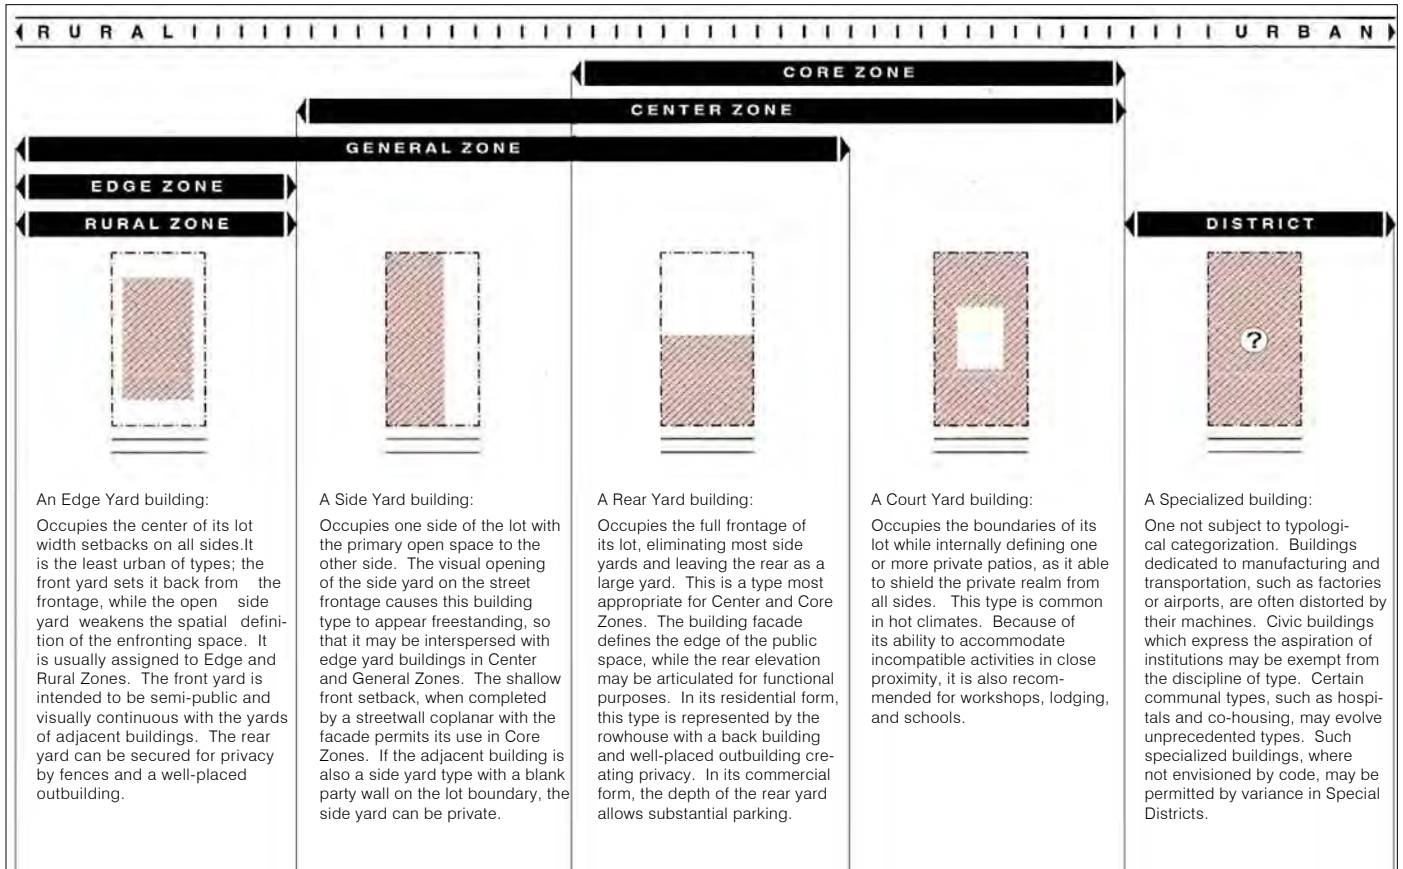 RURAL URBAN
CORE ZONE
CENTER ZONE
GENERAL ZONE
EDGE ZONE
RURAL ZONE
DISTRICT
?
An Edge Yard building:
Occupies the center of its lot
width setbacks on all sides.It
is the least urban of types; the
front yard sets it back from the
frontage, while the open side
yard weakens the spatial defini-
tion of the enfronting space. It
is usually assigned to Edge and
Rural Zones. The front yard is
intended to be semi-public and
visually continuous with the yards
of adjacent buildings. The rear
yard can be secured for privacy
by fences and a well-placed
outbuilding.
A Side Yard building:
Occupies one side of the lot with
the primary open space to the
other side. The visual opening
of the side yard on the street
frontage causes this building
type to appear freestanding, so
that it may be interspersed with
edge yard buildings in Center
and General Zones. The shallow
front setback, when completed
by a streetwall coplanar with the
facade permits its use in Core
Zones. If the adjacent building is
also a side yard type with a blank
party wall on the lot boundary, the
side yard can be private.
A Rear Yard building:
Occupies the full frontage of
its lot, eliminating most side
yards and leaving the rear as a
large yard. This is a type most
appropriate for Center and Core
Zones. The building facade
defines the edge of the public
space, while the rear elevation
may be articulated for functional
purposes. In its residential form,
this type is represented by the
rowhouse with a back building
and well-placed outbuilding cre-
ating privacy. In its commercial
form, the depth of the rear yard
allows substantial parking.
A Court Yard building:
Occupies the boundaries of its
lot while internally defining one
or more private patios, as it able
to shield the private realm from
all sides. This type is common
in hot climates. Because of
its ability to accommodate
incompatible activities in close
proximity, it is also recom-
mended for workshops, lodging,
and schools.
A Specialized building:
One not subject to typologi-
cal categorization. Buildings
dedicated to manufacturing and
transportation, such as factories
or airports, are often distorted by
their machines. Civic buildings
which express the aspiration of
institutions may be exempt from
the discipline of type. Certain
communal types, such as hospi-
tals and co-housing, may evolve
unprecedented types. Such
specialized buildings, where
not envisioned by code, may be
permitted by variance in Special
Districts.